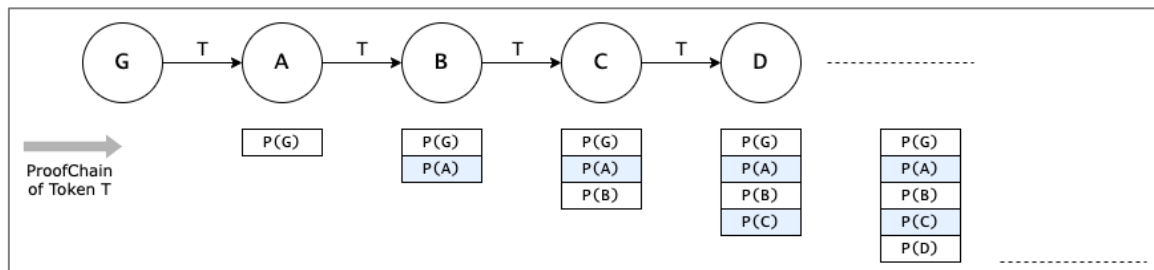 T T T T
G A B C D
P(G) P(G) P(G) P(G) P(G)
ProofChain
of Token T
P(A) P(A) P(A) P(A)
P(B) P(B) P(B)
P(C) P(C)
P(D)